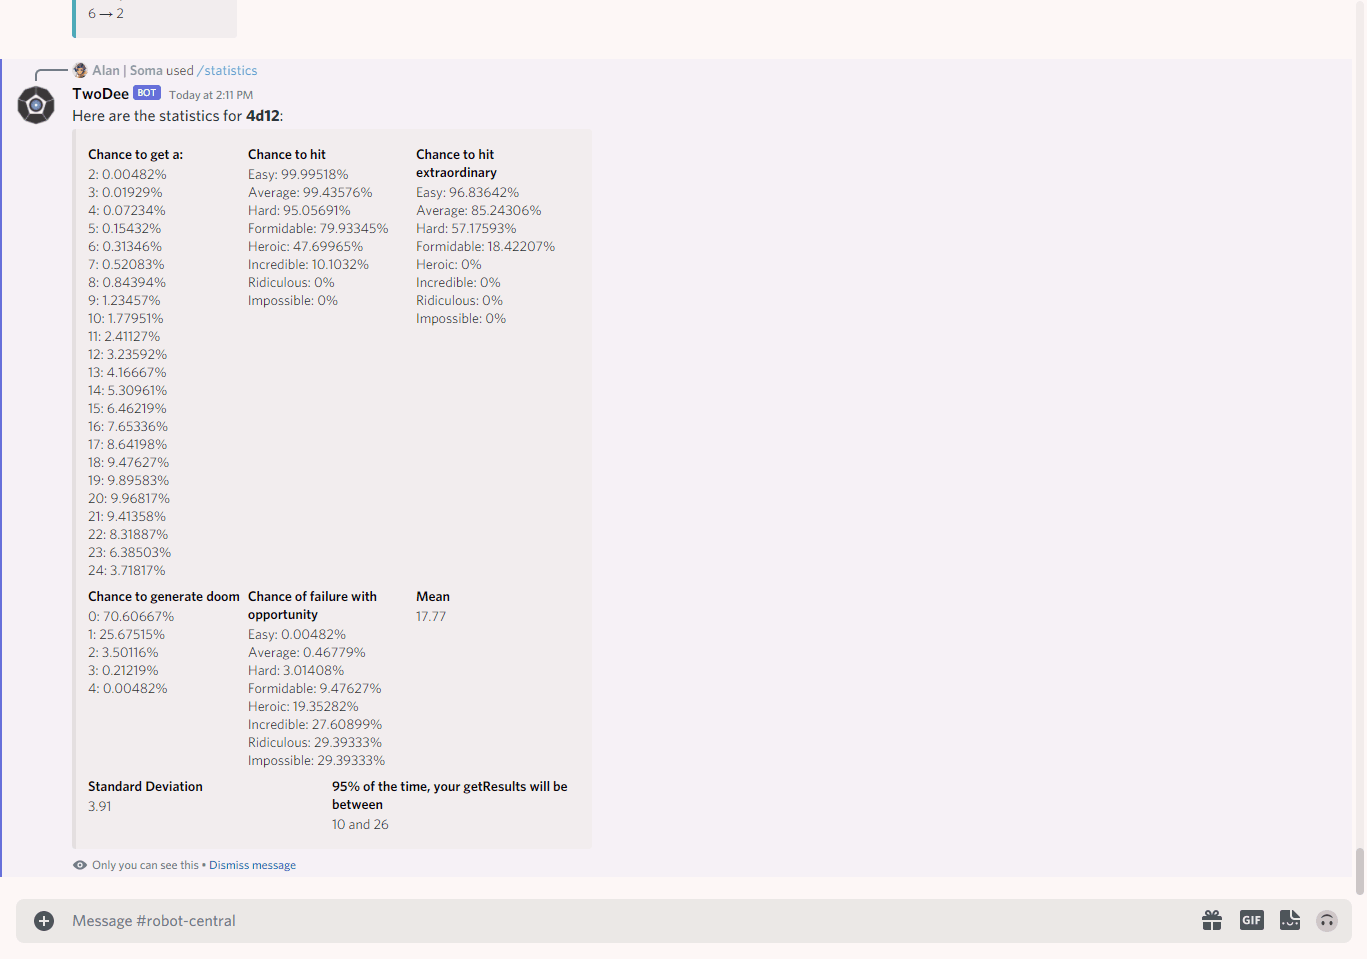 6 → 2
Alan | Soma used /statistics
TwoDee BOT Today at 2:11 PM
Here are the statistics for 4d12:
Chance to get a:
2: 0.00482%
3: 0.01929%
4: 0.07234%
5: 0.15432%
6: 0.31346%
7: 0.52083%
8: 0.84394%
9: 1.23457%
10: 1.77951%
11: 2.41127%
12: 3.23592%
13: 4.16667%
14: 5.30961%
15: 6.46219%
16: 7.65336%
17: 8.64198%
18: 9.47627%
19: 9.89583%
20: 9.96817%
21: 9.41358%
22: 8.31887%
23: 6.38503%
24: 3.71817%
Chance to hit
Easy: 99.99518%
Average: 99.43576%
Hard: 95.05691%
Formidable: 79.93345%
Heroic: 47.69965%
Incredible: 10.1032%
Ridiculous: 0%
Impossible: 0%
Chance to hit
extraordinary
Easy: 96.83642%
Average: 85.24306%
Hard: 57.17593%
Formidable: 18.42207%
Heroic: 0%
Incredible: 0%
Ridiculous: 0%
Impossible: 0%
Chance to generate doom
0: 70.60667%
1: 25.67515%
2: 3.50116%
3: 0.21219%
4: 0.00482%
Chance of failure with
opportunity
Easy: 0.00482%
Average: 0.46779%
Hard: 3.01408%
Formidable: 9.47627%
Heroic: 19.35282%
Incredible: 27.60899%
Ridiculous: 29.39333%
Impossible: 29.39333%
Mean
17.77
Standard Deviation
3.91
95% of the time, your getResults will be
between
10 and 26
Only you can see this • Dismiss message
Message #robot-central
GIF